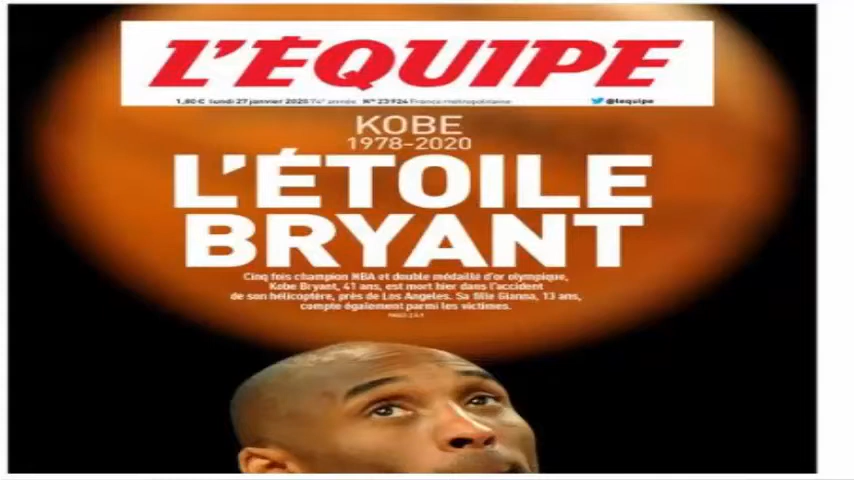 L'ÉQUIPE
1,80 € lundi 27 janvier 2020 74e année N° 23 924 France métropolitaine @lequipe
KOBE
1978-2020
L'ÉTOILE
BRYANT
Cinq fois champion NBA et double médaillé d'or olympique,
Kobe Bryant, 41 ans, est mort hier dans l'accident
de son hélicoptère, près de Los Angeles. Sa fille Gianna, 13 ans,
compte également parmi les victimes.